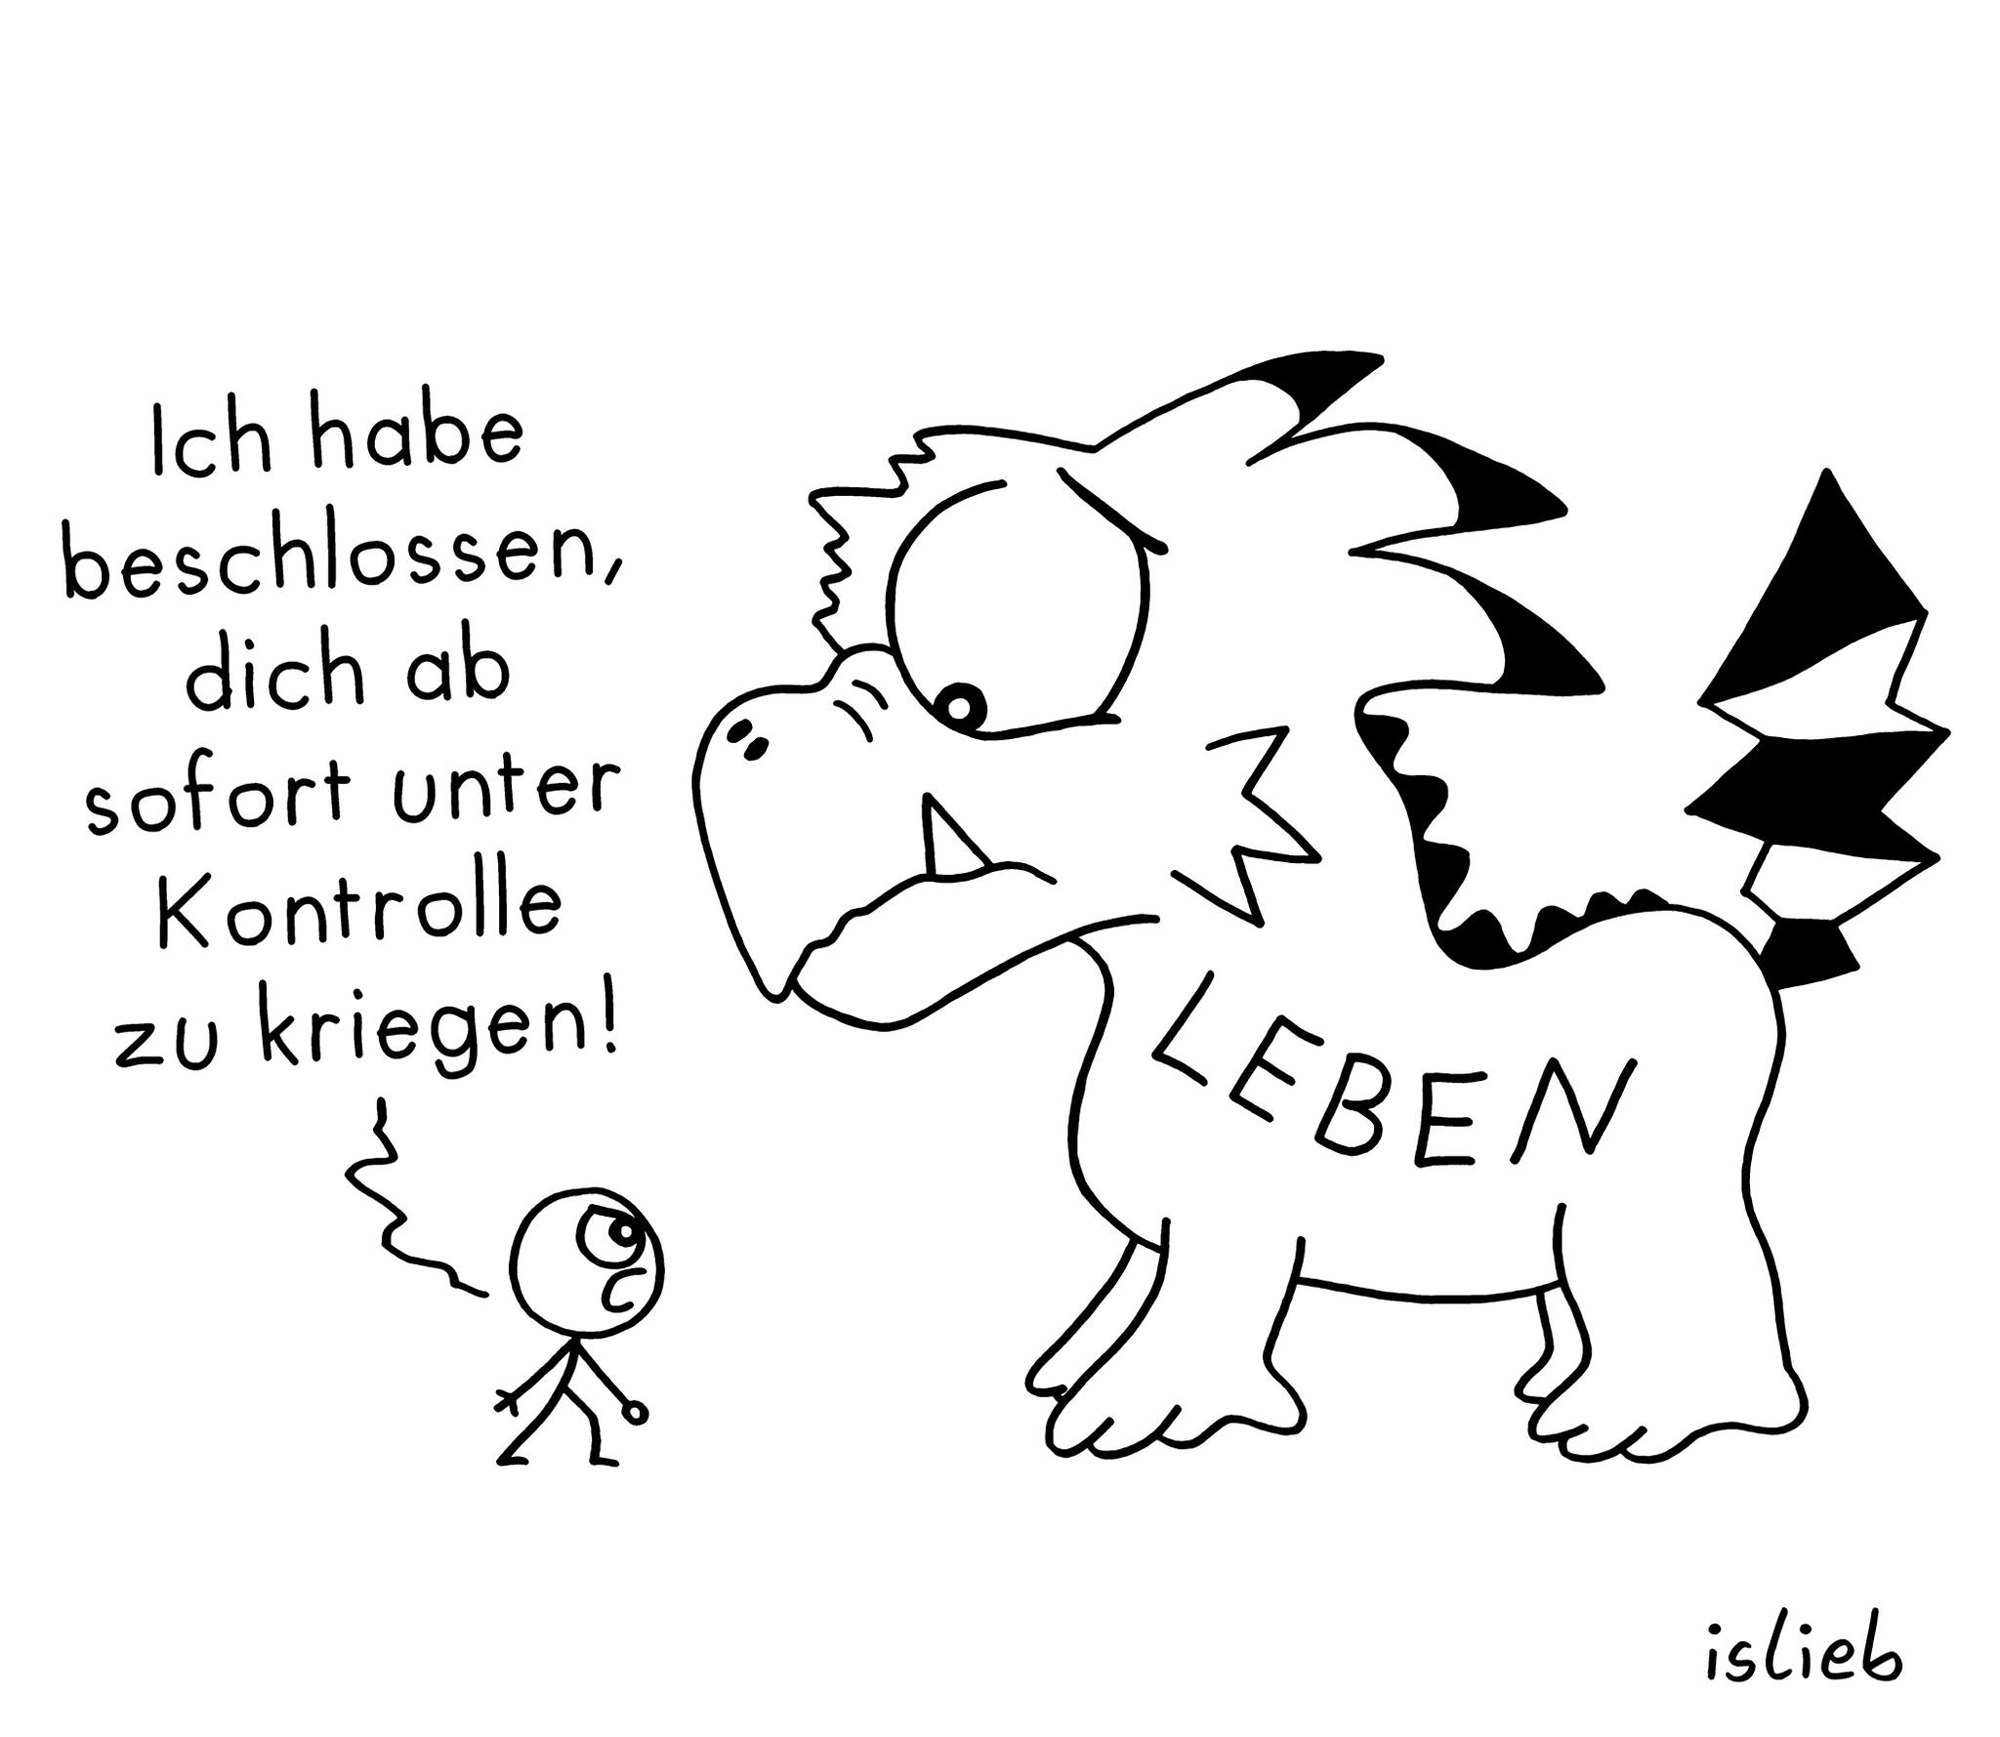 Ich habe
beschlossen,
dich ab
sofort unter
Kontrolle
zu kriegen!
LEBEN
islieb